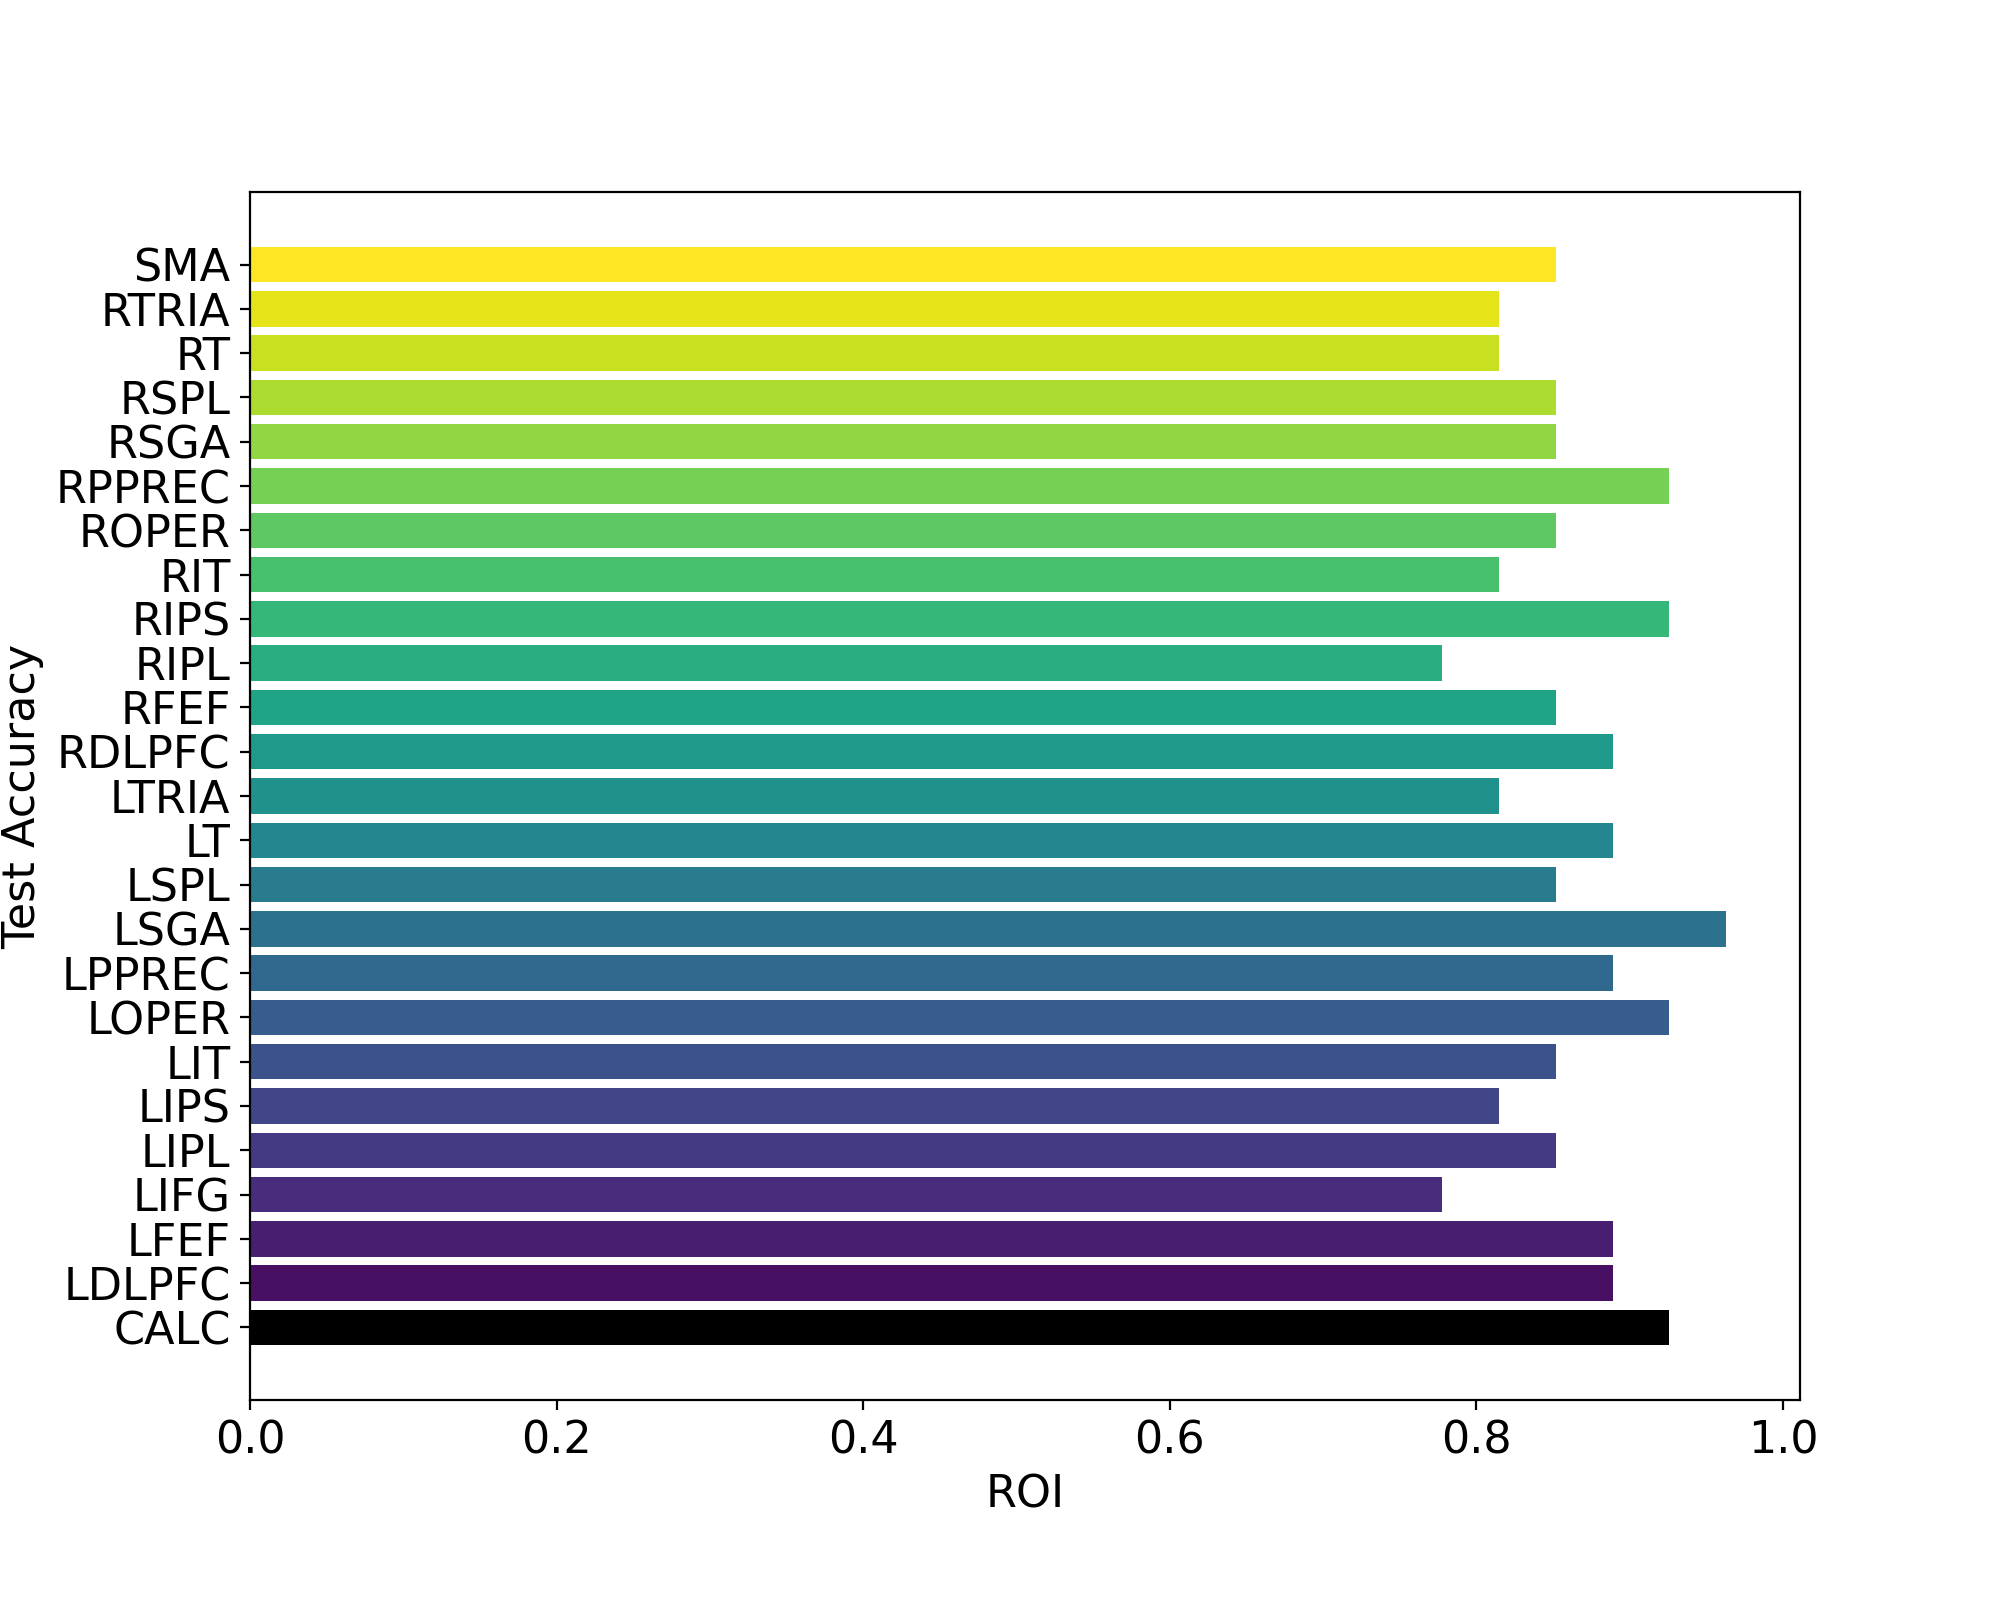 SMA
RTRIA
RT
RSPL
RSGA
RPPREC
ROPER
RIT
RIPS
RIPL
RFEF
RDLPFC
LTRIA
LT
LSPL
LSGA
LPPREC
LOPER
LIT
LIPS
LIPL
LIFG
LFEF
LDLPFC
CALC
Test Accuracy
0.0 0.2 0.4 0.6 0.8 1.0
ROI